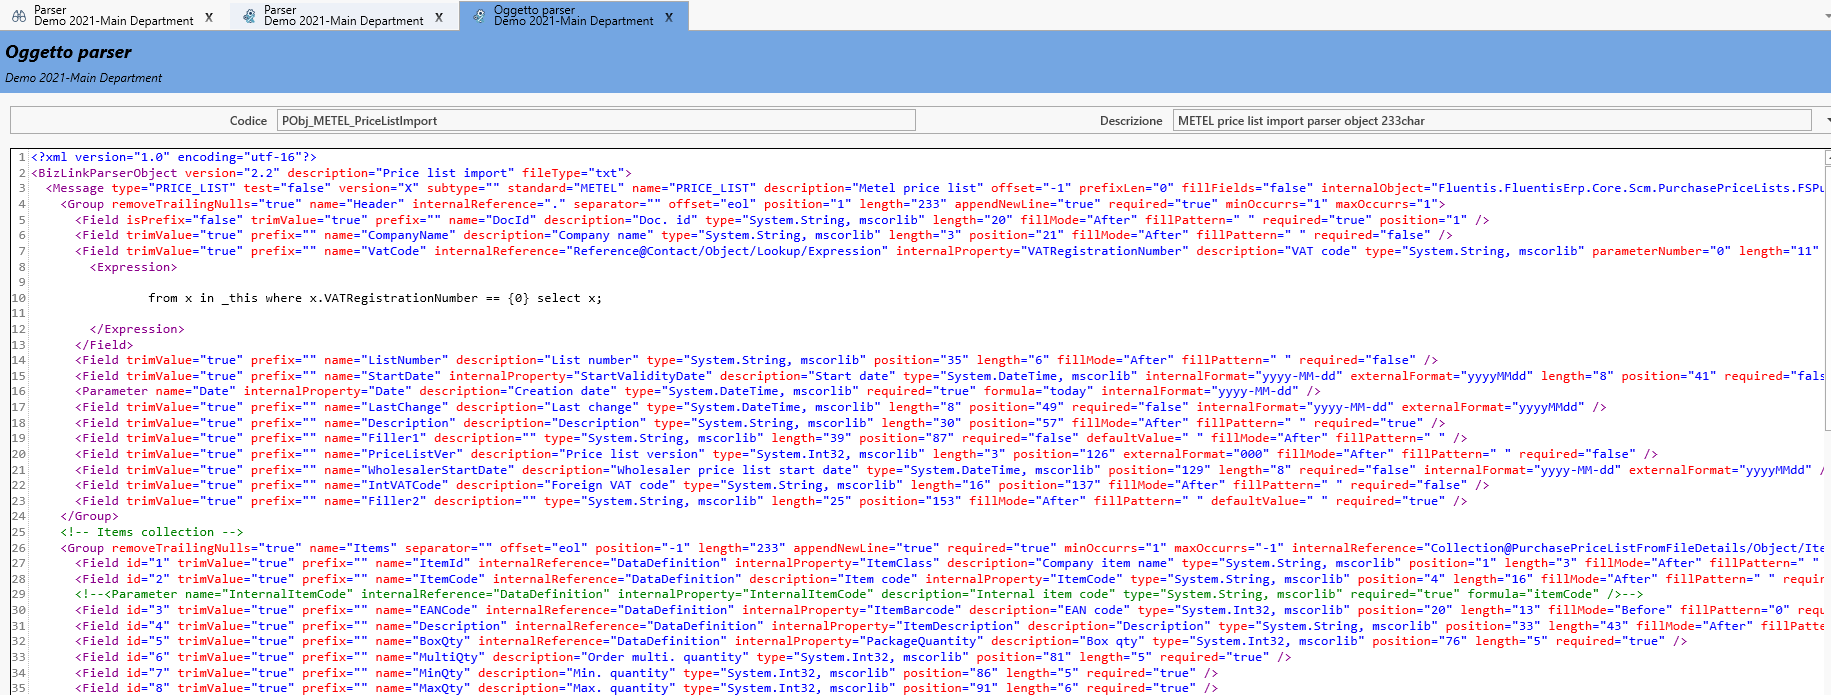 Parser
Demo 2021-Main Department X
Parser
Demo 2021-Main Department X
Oggetto parser
Demo 2021-Main Department X
Oggetto parser
Demo 2021-Main Department
Codice PObj_METEL_PriceListImport Descrizione METEL price list import parser object 233char
1 <?xml version="1.0" encoding="utf-16"?>
2 <BizLinkParserObject version="2.2" description="Price list import" fileType="txt">
3 <Message type="PRICE_LIST" test="false" version="X" subtype="" standard="METEL" name="PRICE_LIST" description="Metel price list" offset="-1" prefixLen="0" fillFields="false" internalObject="Fluentis.FluentisErp.Core.Scm.PurchasePriceLists.FSPu
4 <Group removeTrailingNulls="true" name="Header" internalReference="." separator="" offset="eol" position="1" length="233" appendNewLine="true" required="true" minOccurrs="1" maxOccurrs="1">
5 <Field isPrefix="false" trimValue="true" prefix="" name="DocId" description="Doc. id" type="System.String, mscorlib" length="20" fillMode="After" fillPattern=" " required="true" position="1" />
6 <Field trimValue="true" prefix="" name="CompanyName" description="Company name" type="System.String, mscorlib" length="3" position="21" fillMode="After" fillPattern=" " required="false" />
7 <Field trimValue="true" prefix="" name="VatCode" internalReference="Reference@Contact/Object/Lookup/Expression" internalProperty="VATRegistrationNumber" description="VAT code" type="System.String, mscorlib" parameterNumber="0" length="11"
8 <Expression>
9
10 from x in _this where x.VATRegistrationNumber == {0} select x;
11
12 </Expression>
13 </Field>
14 <Field trimValue="true" prefix="" name="ListNumber" description="List number" type="System.String, mscorlib" position="35" length="6" fillMode="After" fillPattern=" " required="false" />
15 <Field trimValue="true" prefix="" name="StartDate" internalProperty="StartValidityDate" description="Start date" type="System.DateTime, mscorlib" internalFormat="yyyy-MM-dd" externalFormat="yyyyMMdd" length="8" position="41" required="fals
16 <Parameter name="Date" internalProperty="Date" description="Creation date" type="System.DateTime, mscorlib" required="true" formula="today" internalFormat="yyyy-MM-dd" />
17 <Field trimValue="true" prefix="" name="LastChange" description="Last change" type="System.DateTime, mscorlib" length="8" position="49" required="false" internalFormat="yyyy-MM-dd" externalFormat="yyyyMMdd" />
18 <Field trimValue="true" prefix="" name="Description" description="Description" type="System.String, mscorlib" length="30" position="57" fillMode="After" fillPattern=" " required="true" />
19 <Field trimValue="true" prefix="" name="Filler1" description="" type="System.String, mscorlib" length="39" position="87" required="false" defaultValue=" " fillMode="After" fillPattern=" " />
20 <Field trimValue="true" prefix="" name="PriceListVer" description="Price list version" type="System.Int32, mscorlib" length="3" position="126" externalFormat="000" fillMode="After" fillPattern=" " required="false" />
21 <Field trimValue="true" prefix="" name="WholesalerStartDate" description="Wholesaler price list start date" type="System.DateTime, mscorlib" position="129" length="8" required="false" internalFormat="yyyy-MM-dd" externalFormat="yyyyMMdd" /
22 <Field trimValue="true" prefix="" name="IntVATCode" description="Foreign VAT code" type="System.String, mscorlib" length="16" position="137" fillMode="After" fillPattern=" " required="false" />
23 <Field trimValue="true" prefix="" name="Filler2" description="" type="System.String, mscorlib" length="25" position="153" fillMode="After" fillPattern=" " defaultValue=" " required="true" />
24 </Group>
25 <!-- Items collection -->
26 <Group removeTrailingNulls="true" name="Items" separator="" offset="eol" position="-1" length="233" appendNewLine="true" required="true" minOccurrs="1" maxOccurrs="-1" internalReference="Collection@PurchasePriceListFromFileDetails/Object/Ite
27 <Field id="1" trimValue="true" prefix="" name="ItemId" internalReference="DataDefinition" internalProperty="ItemClass" description="Company item name" type="System.String, mscorlib" position="1" length="3" fillMode="After" fillPattern=" "
28 <Field id="2" trimValue="true" prefix="" name="ItemCode" internalReference="DataDefinition" description="Item code" internalProperty="ItemCode" type="System.String, mscorlib" position="4" length="16" fillMode="After" fillPattern=" " requir
29 <!--<Parameter name="InternalItemCode" internalReference="DataDefinition" internalProperty="InternalItemCode" description="Internal item code" type="System.String, mscorlib" required="true" formula="itemCode" />-->
30 <Field id="3" trimValue="true" prefix="" name="EANCode" internalReference="DataDefinition" internalProperty="ItemBarcode" description="EAN code" type="System.Int32, mscorlib" position="20" length="13" fillMode="Before" fillPattern="0" requ
31 <Field id="4" trimValue="true" prefix="" name="Description" internalReference="DataDefinition" internalProperty="ItemDescription" description="Description" type="System.String, mscorlib" position="33" length="43" fillMode="After" fillPatte
32 <Field id="5" trimValue="true" prefix="" name="BoxQty" internalReference="DataDefinition" internalProperty="PackageQuantity" description="Box qty" type="System.Int32, mscorlib" position="76" length="5" required="true" />
33 <Field id="6" trimValue="true" prefix="" name="MultiQty" description="Order multi. quantity" type="System.Int32, mscorlib" position="81" length="5" required="true" />
34 <Field id="7" trimValue="true" prefix="" name="MinQty" description="Min. quantity" type="System.Int32, mscorlib" position="86" length="5" required="true" />
35 <Field id="8" trimValue="true" prefix="" name="MaxQty" description="Max. quantity" type="System.Int32, mscorlib" position="91" length="6" required="true" />